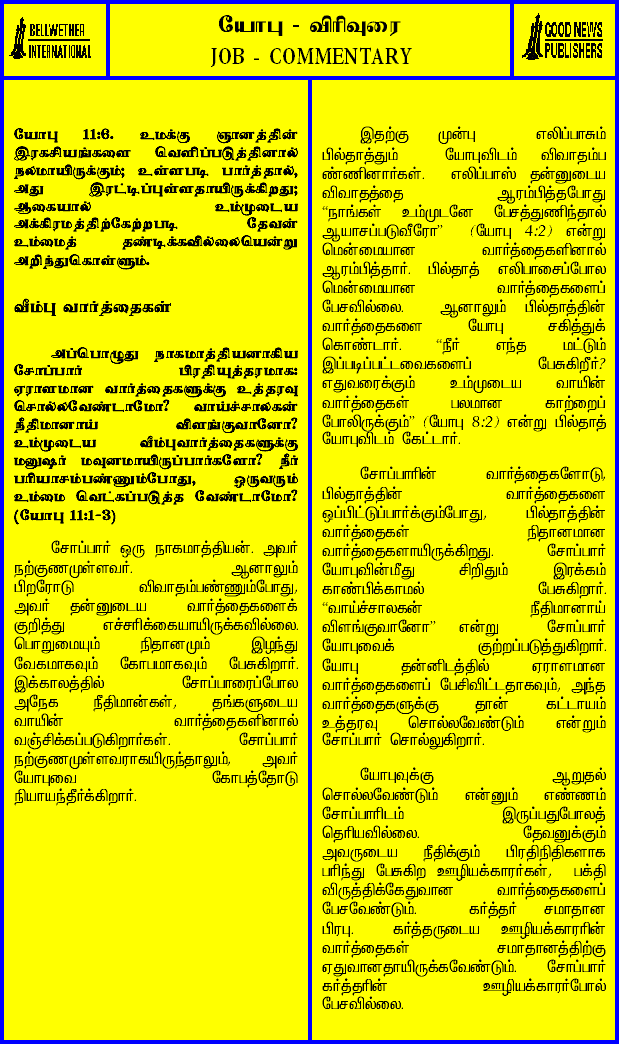 BELLWETHER
INTERNATIONAL
யோபு - விரிவுரை
JOB - COMMENTARY
GOOD NEWS
PUBLISHERS
யோபு 11:6. உமக்கு ஞானத்தின்
இரகசியங்களை வெளிப்படுத்தினால்
நலமாயிருக்கும்; உள்ளபடி பார்த்தால்,
அது இரட்டிப்புள்ளதாயிருக்கிறது;
ஆகையால் உம்முடைய
அக்கிரமத்திற்கேற்றபடி தேவன்
உம்மைத் தண்டிக்கவில்லையென்று
அறிந்துகொள்ளும்.
வீம்பு வார்த்தைகள்
அப்பொழுது நாகமாத்தியனாகிய
சோப்பார் பிரதியுத்தரமாக:
ஏராளமான வார்த்தைகளுக்கு உத்தரவு
சொல்லவேண்டாமோ? வாய்ச்சாலகன்
நீதிமானாய் விளங்குவானோ?
உம்முடைய வீம்புவார்த்தைகளுக்கு
மனுஷர் மவுனமாயிருப்பார்களோ? நீர்
பரியாசம்பண்ணும்போது, ஒருவரும்
உம்மை வெட்கப்படுத்த வேண்டாமோ?
(யோபு 11:1-3)
சோப்பார் ஒரு நாகமாத்தியன். அவர்
நற்குணமுள்ளவர். ஆனாலும்
பிறரோடு விவாதம்பண்ணும்போது,
அவர் தன்னுடைய வார்த்தைகளைக்
குறித்து எச்சரிக்கையாயிருக்கவில்லை.
பொறுமையும் நிதானமும் இழந்து
வேகமாகவும் கோபமாகவும் பேசுகிறார்.
இக்காலத்தில் சோப்பாரைப்போல
அநேக நீதிமான்கள், தங்களுடைய
வாயின் வார்த்தைகளினால்
வஞ்சிக்கப்படுகிறார்கள். சோப்பார்
நற்குணமுள்ளவராகயிருந்தாலும், அவர்
யோபுவை கோபத்தோடு
நியாயந்தீர்க்கிறார்.
இதற்கு முன்பு எலிப்பாசும்
பில்தாத்தும் யோபுவிடம் விவாதம்ப
ண்ணினார்கள். எலிப்பாஸ் தன்னுடைய
விவாதத்தை ஆரம்பித்தபோது
“நாங்கள் உம்முடனே பேசத்துணிந்தால்
ஆயாசப்படுவீரோ” (யோபு 4:2) என்று
மென்மையான வார்த்தைகளினால்
ஆரம்பித்தார். பில்தாத் எலிபாசைப்போல
மென்மையான வார்த்தைகளைப்
பேசவில்லை. ஆனாலும் பில்தாத்தின்
வார்த்தைகளை யோபு சகித்துக்
கொண்டார். “நீர் எந்த மட்டும்
இப்படிப்பட்டவைகளைப் பேசுகிறீர்?
எதுவரைக்கும் உம்முடைய வாயின்
வார்த்தைகள் பலமான காற்றைப்
போலிருக்கும்” (யோபு 8:2) என்று பில்தாத்
யோபுவிடம் கேட்டார்.
சோப்பாரின் வார்த்தைகளோடு,
பில்தாத்தின் வார்த்தைகளை
ஒப்பிட்டுப்பார்க்கும்போது, பில்தாத்தின்
வார்த்தைகள் நிதானமான
வார்த்தைகளாயிருக்கிறது. சோப்பார்
யோபுவின்மீது சிறிதும் இரக்கம்
காண்பிக்காமல் பேசுகிறார்.
“வாய்ச்சாலகன் நீதிமானாய்
விளங்குவானோ” என்று சோப்பார்
யோபுவைக் குற்றப்படுத்துகிறார்.
யோபு தன்னிடத்தில் ஏராளமான
வார்த்தைகளைப் பேசிவிட்டதாகவும், அந்த
வார்த்தைகளுக்கு தான் கட்டாயம்
உத்தரவு சொல்லவேண்டும் என்றும்
சோப்பார் சொல்லுகிறார்.
யோபுவுக்கு ஆறுதல்
சொல்லவேண்டும் என்னும் எண்ணம்
சோப்பாரிடம் இருப்பதுபோலத்
தெரியவில்லை. தேவனுக்கும்
அவருடைய நீதிக்கும் பிரதிநிதிகளாக
பரிந்து பேசுகிற ஊழியக்காரர்கள், பக்தி
விருத்திக்கேதுவான வார்த்தைகளைப்
பேசவேண்டும். கர்த்தர் சமாதான
பிரபு. கர்த்தருடைய ஊழியக்காரரின்
வார்த்தைகள் சமாதானத்திற்கு
ஏதுவானதாயிருக்கவேண்டும். சோப்பார்
கர்த்தரின் ஊழியக்காரர்போல்
பேசவில்லை.